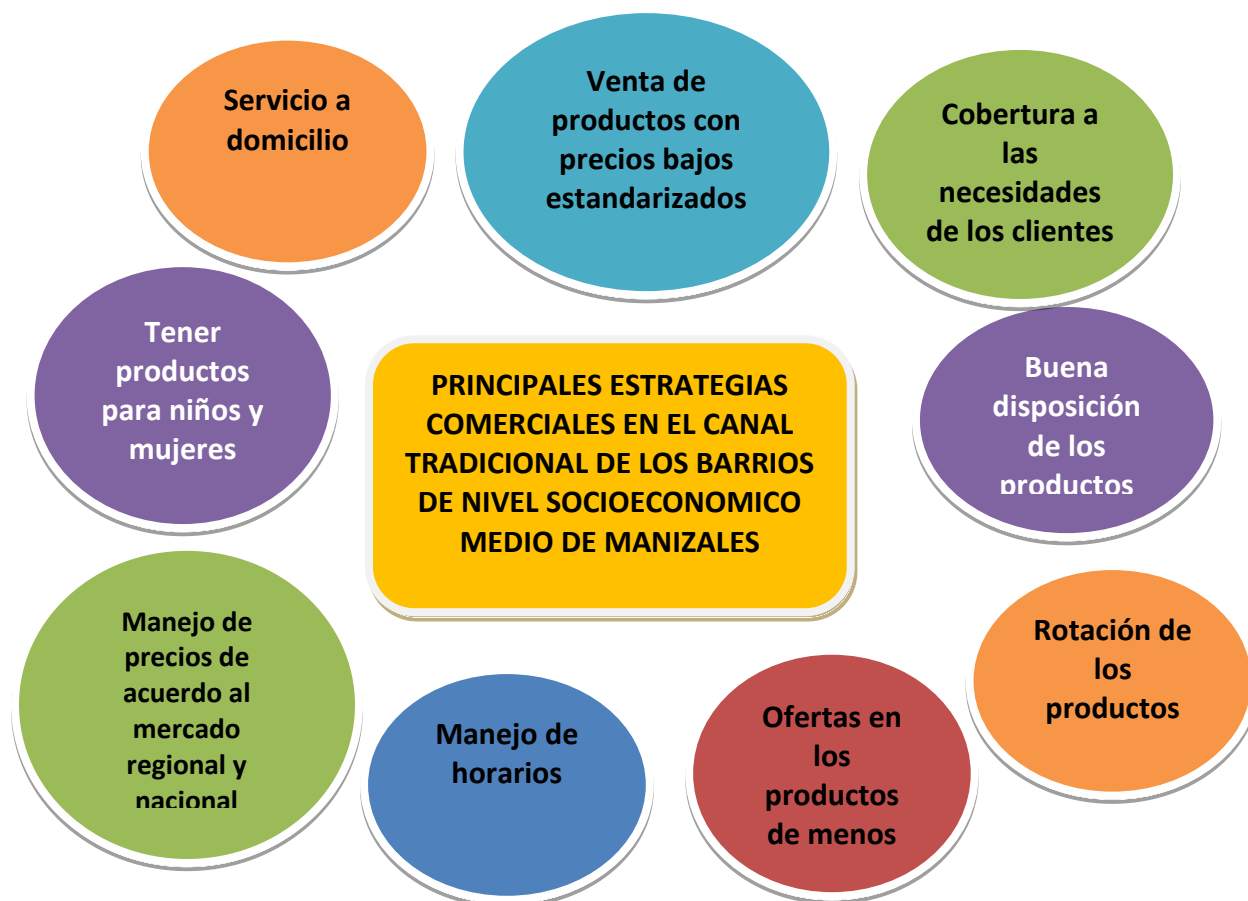 Servicio a
domicilio
Venta de
productos con
precios bajos
estandarizados
Cobertura a
las
necesidades
de los clientes
Tener
productos
para niños y
mujeres
PRINCIPALES ESTRATEGIAS
COMERCIALES EN EL CANAL
TRADICIONAL DE LOS BARRIOS
DE NIVEL SOCIOECONOMICO
MEDIO DE MANIZALES
Buena
disposición
de los
productos
Manejo de
precios de
acuerdo al
mercado
regional y
nacional
Manejo de
horarios
Ofertas en
los
productos
de menos
Rotación de
los
productos